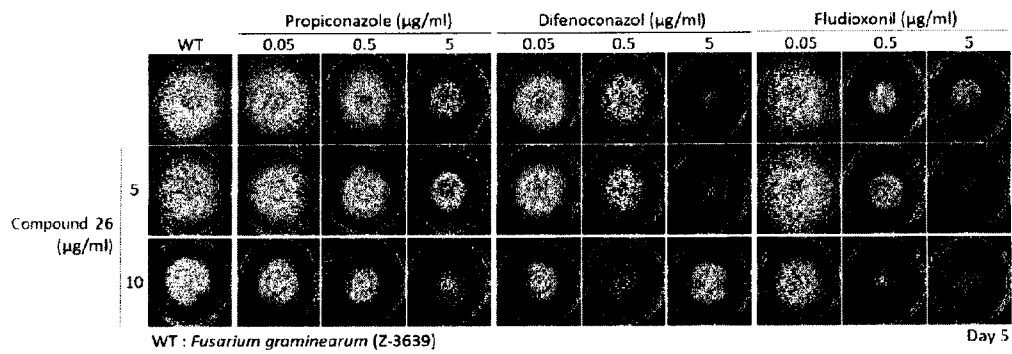 Propiconazole (µg/ml) Difenoconazol (µg/ml) Fludioxonil (µg/ml)
WT 0.05 0.5 5 0.05 0.5 5 0.05 0.5 5
5
Compound 26
(µg/ml)
10
WT : Fusarium graminearum (Z-3639) Day 5